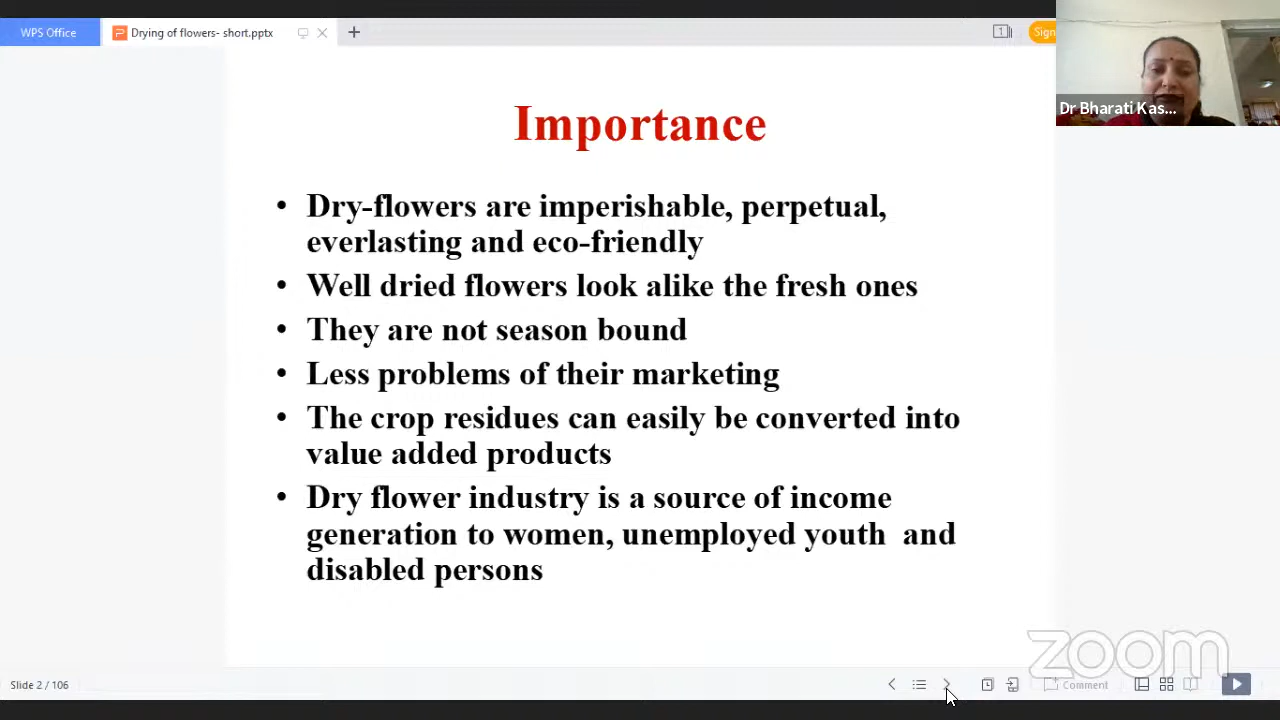 WPS Office
Drying of flowers- short.pptx
1
Sign
Dr Bharati Kas...
Importance
• Dry-flowers are imperishable, perpetual,
everlasting and eco-friendly
• Well dried flowers look alike the fresh ones
• They are not season bound
• Less problems of their marketing
• The crop residues can easily be converted into
value added products
• Dry flower industry is a source of income
generation to women, unemployed youth  and
disabled persons
zoom
Slide 2 / 106
Comment